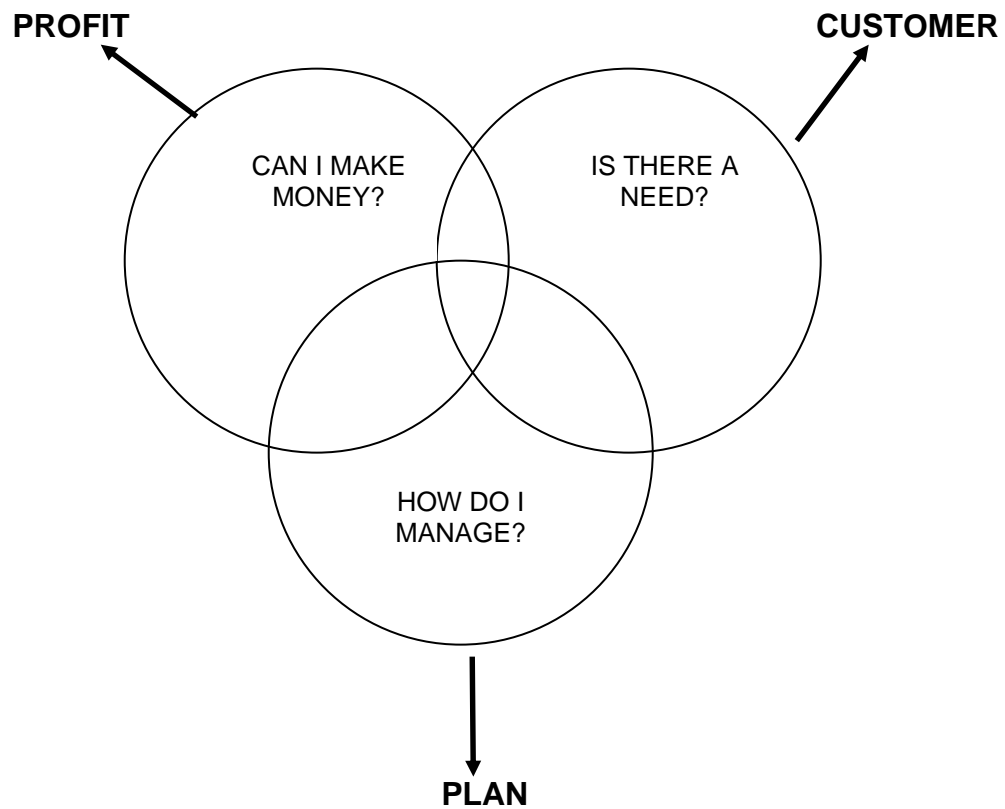 PROFIT
CUSTOMER
CAN I MAKE
MONEY?
IS THERE A
NEED?
HOW DO I
MANAGE?
PLAN